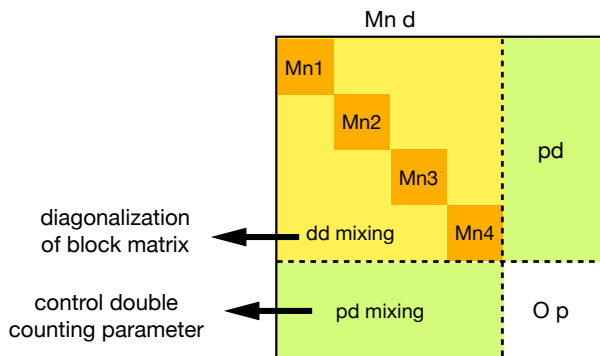 Mn d
Mn1
Mn2
pd
Mn3
diagonalization
of block matrix
dd mixing
Mn4
control double
counting parameter
pd mixing
O p